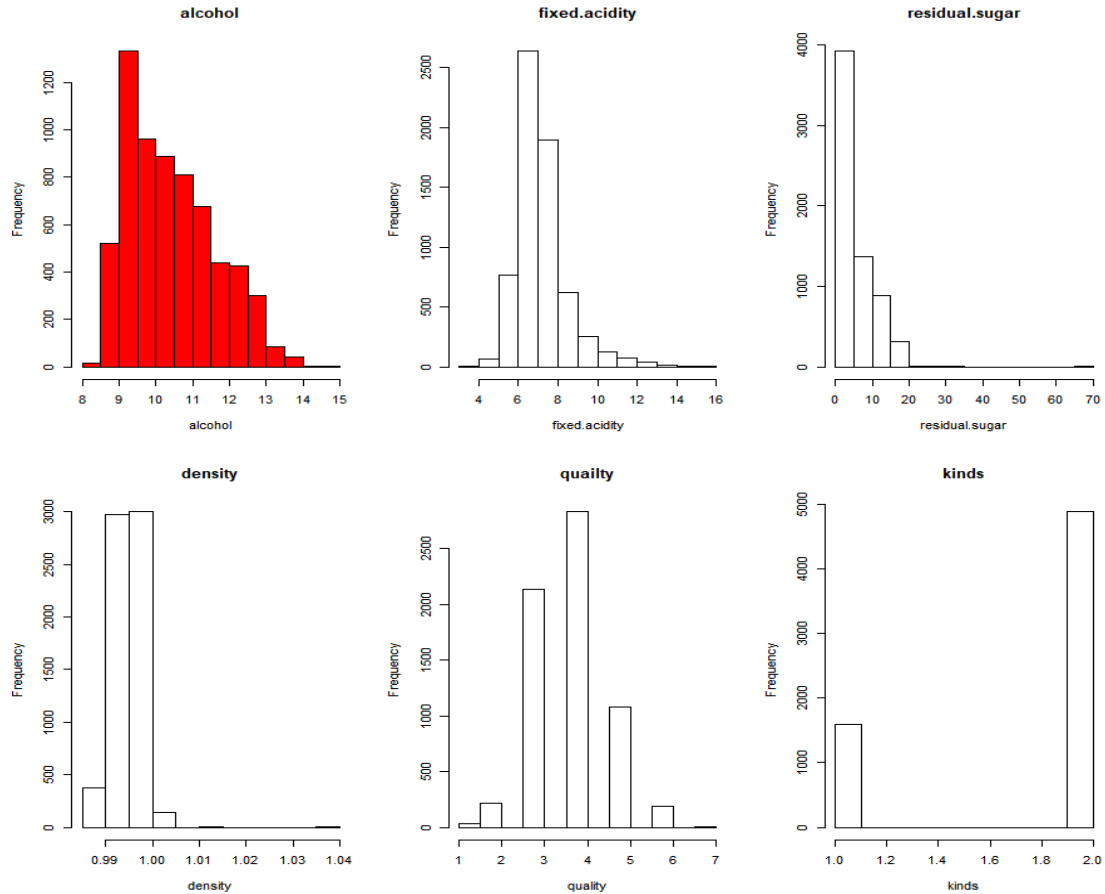 alcohol
Frequency
0 200 400 600 800 1000 1200
8 9 10 11 12 13 14 15
alcohol
fixed.acidity
Frequency
0 500 1000 1500 2000 2500
4 6 8 10 12 14 16
fixed.acidity
residual.sugar
Frequency
0 1000 2000 3000 4000
0 10 20 30 40 50 60 70
residual.sugar
density
Frequency
0 500 1000 1500 2000 2500 3000
0.99 1.00 1.01 1.02 1.03 1.04
density
quailty
Frequency
0 500 1000 1500 2000 2500
1 2 3 4 5 6 7
quality
kinds
Frequency
0 1000 2000 3000 4000 5000
1.0 1.2 1.4 1.6 1.8 2.0
kinds